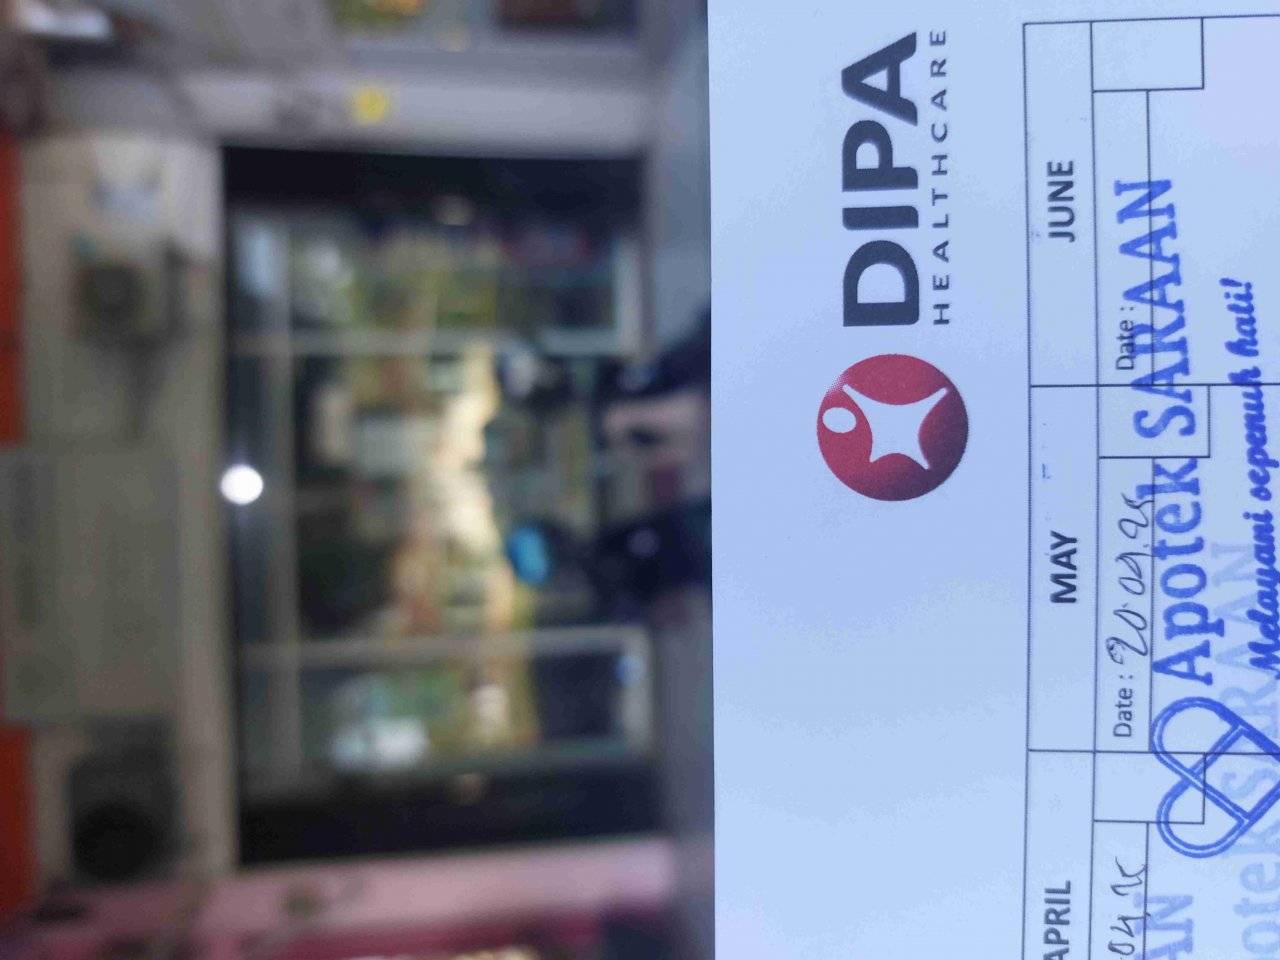 DIPA
HEALTHCARE
APRIL
MAY
JUNE
Date :
Date :
Apotek SARAAN
Melayani sepenuh hati!